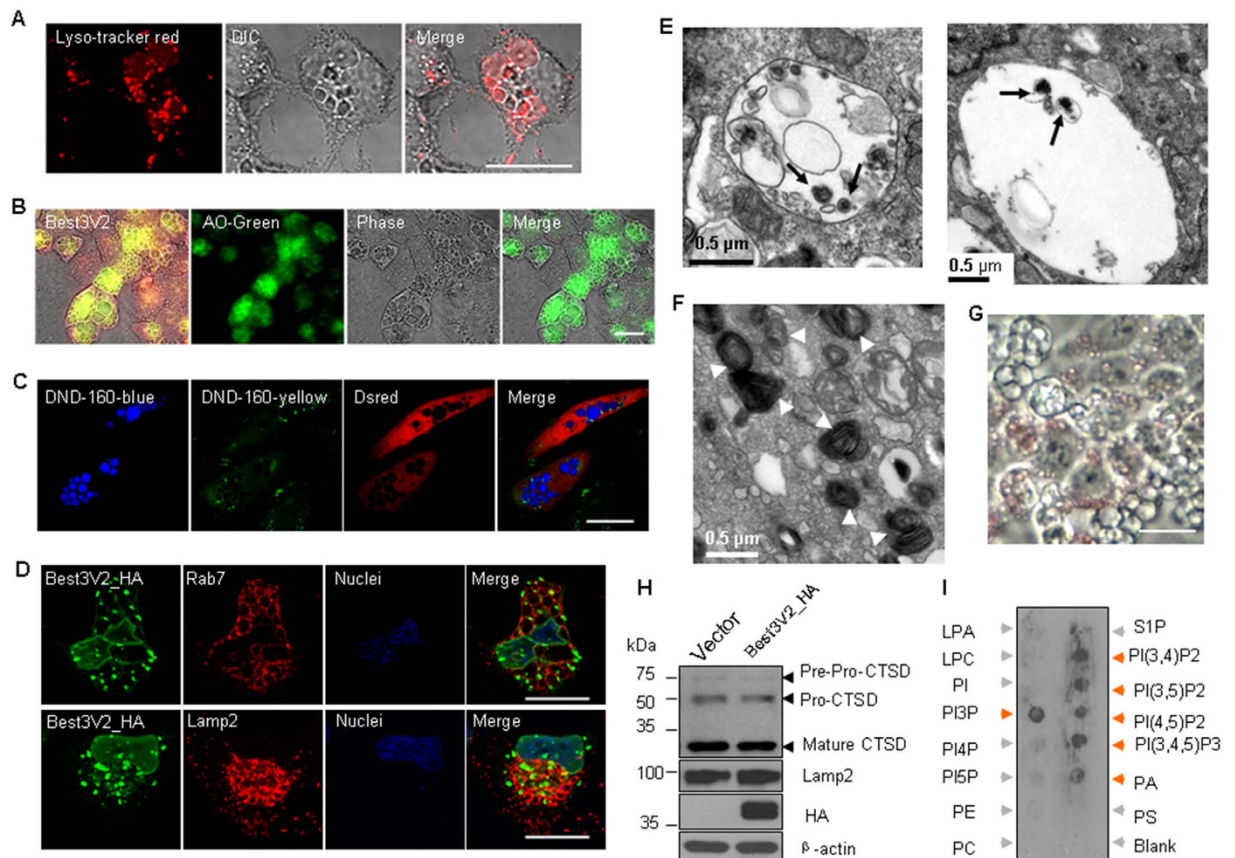 A
Lyso-tracker red DIC Merge
B
Best3V2 AO-Green Phase Merge
C
DND-160-blue DND-160-yellow Dsred Merge
D
Best3V2_HA Rab7 Nuclei Merge
Best3V2_HA Lamp2 Nuclei Merge
E
0.5 µm
0.5 µm
F
0.5 µm
G
H
kDa
Vector
Best3V2_HA
75
50
35
100
35
Pre-Pro-CTSD
Pro-CTSD
Mature CTSD
Lamp2
HA
β-actin
I
LPA
LPC
PI
PI3P
PI4P
PI5P
PE
PC
S1P
PI(3,4)P2
PI(3,5)P2
PI(4,5)P2
PI(3,4,5)P3
PA
PS
Blank